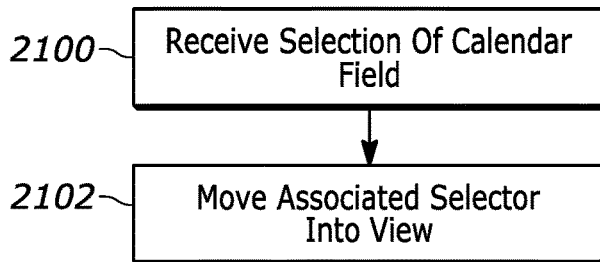 2100
Receive Selection Of Calendar
Field
2102
Move Associated Selector
Into View